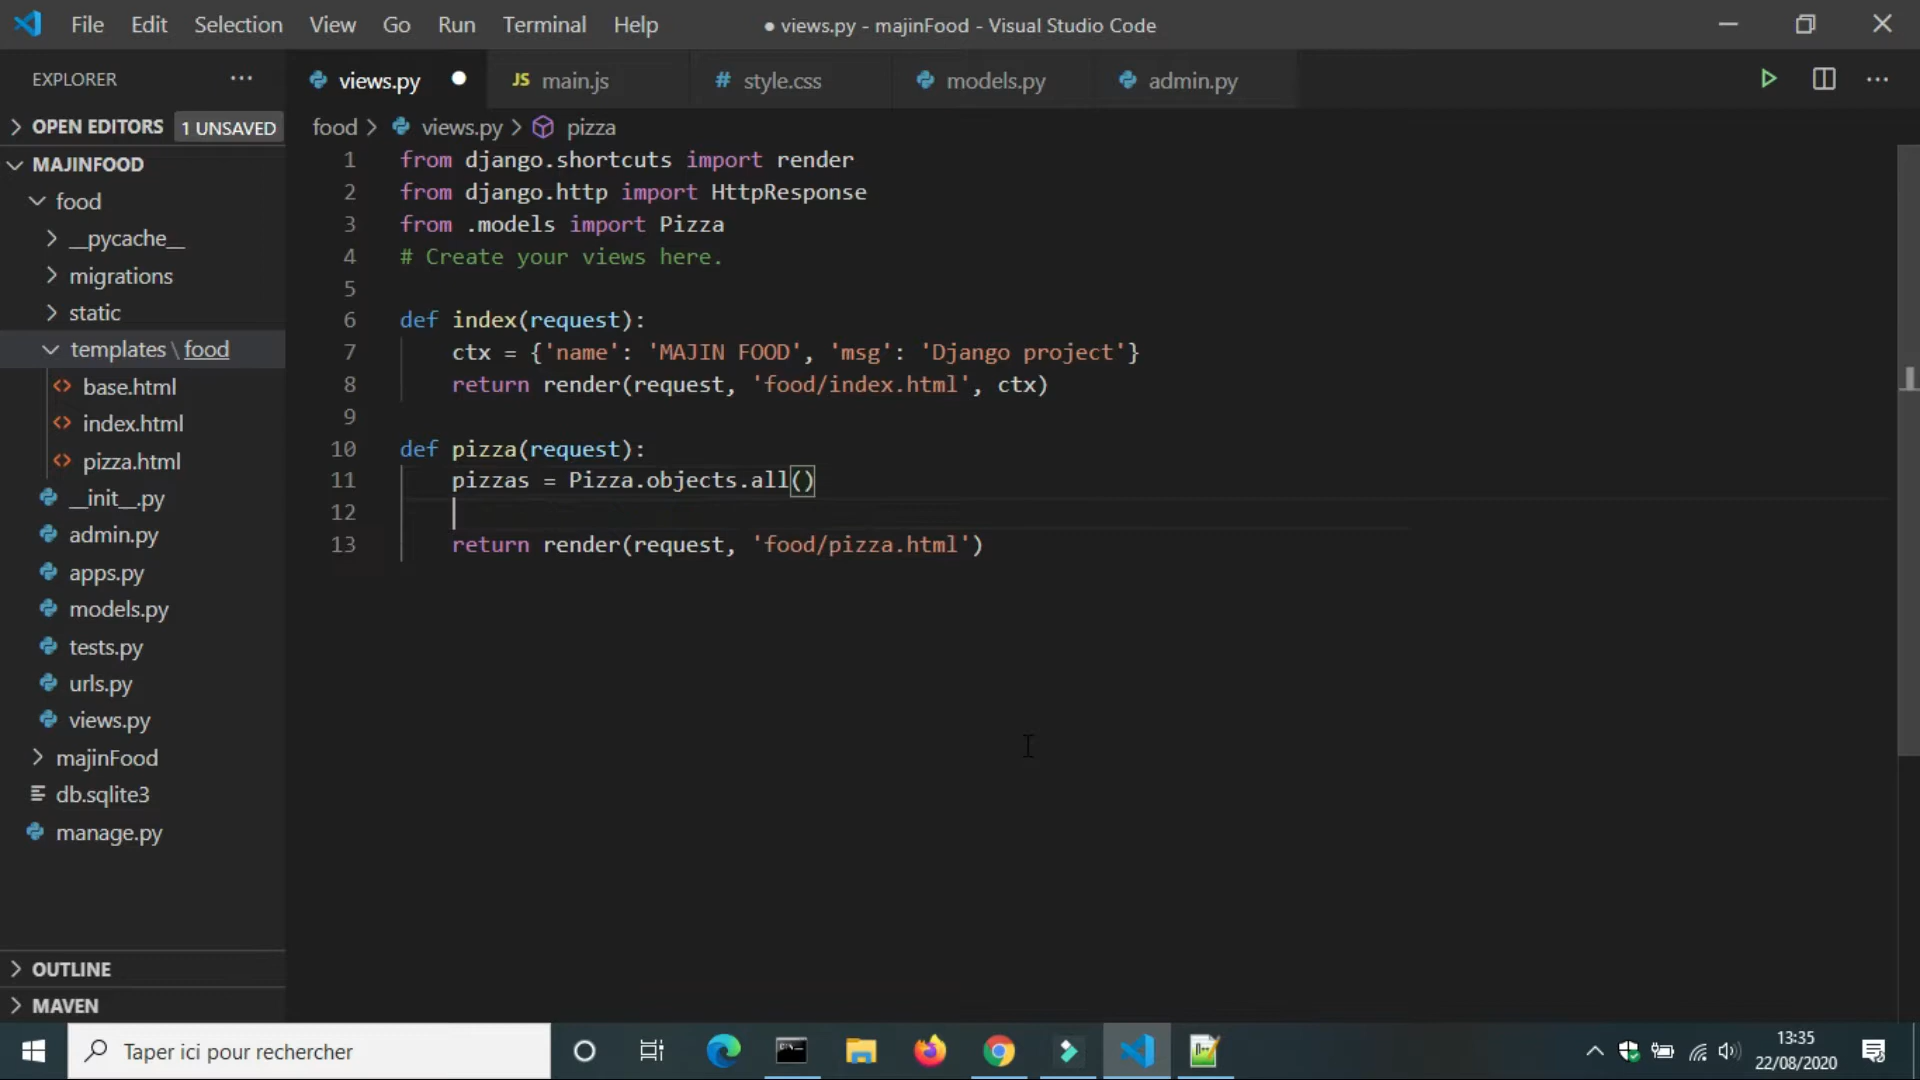 File Edit Selection View Go Run Terminal Help ● views.py - majinFood - Visual Studio Code
EXPLORER ··· views.py JS main.js # style.css models.py admin.py ···
OPEN EDITORS 1 UNSAVED
food > views.py > pizza
MAJINFOOD
food
__pycache__
migrations
static
templates \ food
base.html
index.html
pizza.html
__init__.py
admin.py
apps.py
models.py
tests.py
urls.py
views.py
majinFood
db.sqlite3
manage.py
OUTLINE
MAVEN
1 from django.shortcuts import render
2 from django.http import HttpResponse
3 from .models import Pizza
4 # Create your views here.
5
6 def index(request):
7 ctx = {'name': 'MAJIN FOOD', 'msg': 'Django project'}
8 return render(request, 'food/index.html', ctx)
9
10 def pizza(request):
11 pizzas = Pizza.objects.all()
12
13 return render(request, 'food/pizza.html')
Taper ici pour rechercher
13:35
22/08/2020